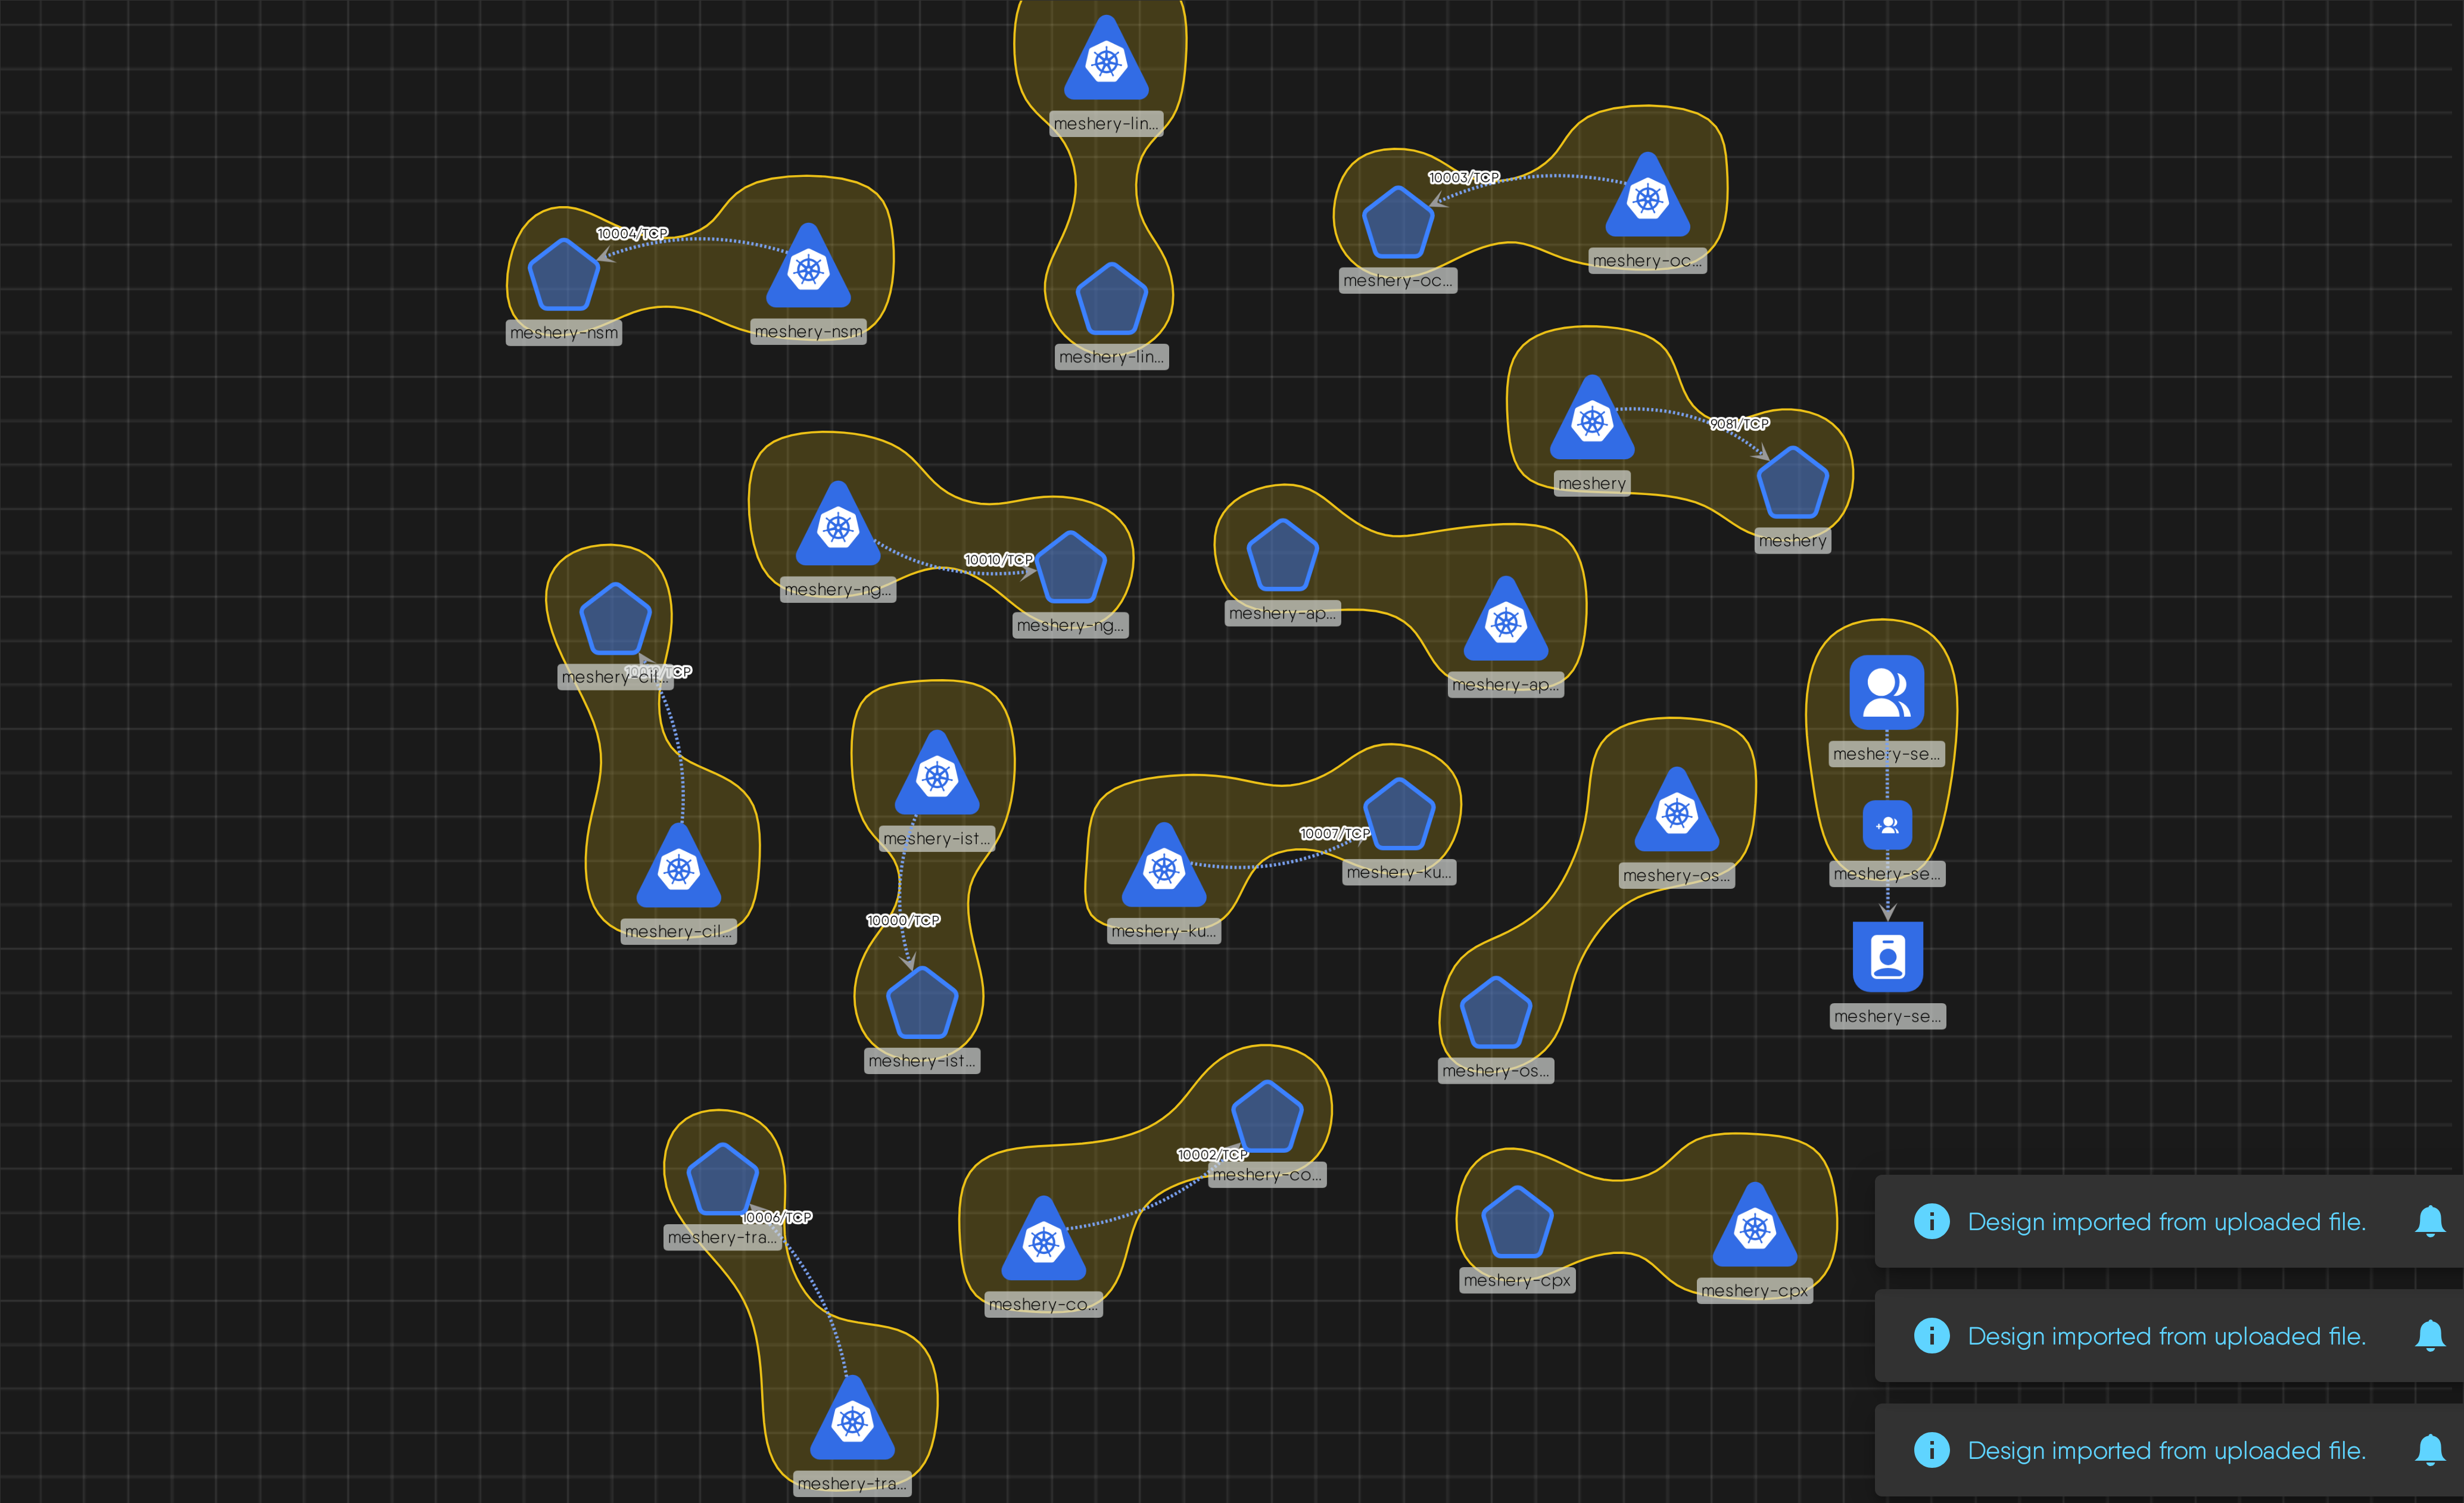 meshery-lin...
10003/TCP
10004/TCP
meshery-oc...
meshery-oc...
meshery-nsm
meshery-nsm
meshery-lin...
9081/TCP
meshery
meshery
10010/TCP
meshery-ng...
meshery-ng...
meshery-ap...
meshery-ap...
meshery-cil...
/TCP
meshery-se...
meshery-ist...
10007/TCP
meshery-ku...
meshery-os...
meshery-se...
10000/TCP
meshery-cil...
meshery-ku...
meshery-se...
meshery-ist...
meshery-os...
10002/TCP
meshery-co...
10006/TCP
meshery-tra...
Design imported from uploaded file.
meshery-cpx
meshery-cpx
meshery-co...
Design imported from uploaded file.
Design imported from uploaded file.
meshery-tra...